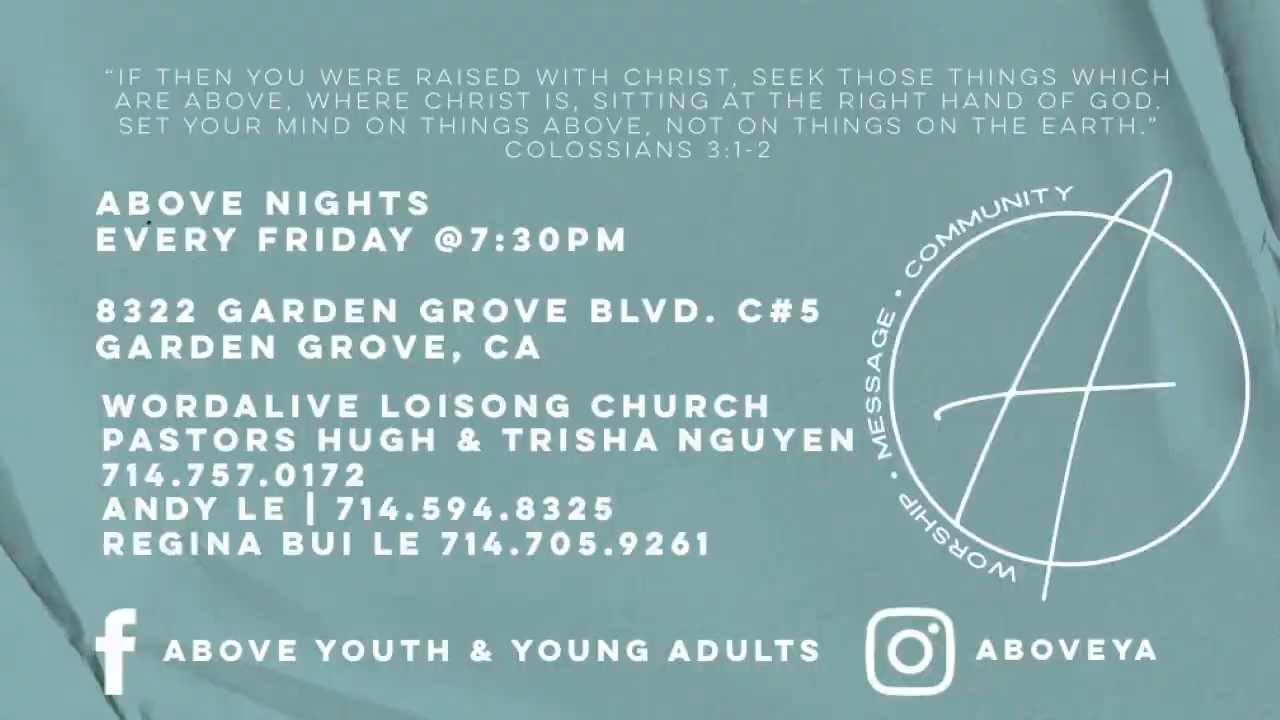 “IF THEN YOU WERE RAISED WITH CHRIST, SEEK THOSE THINGS WHICH
ARE ABOVE, WHERE CHRIST IS, SITTING AT THE RIGHT HAND OF GOD.
SET YOUR MIND ON THINGS ABOVE, NOT ON THINGS ON THE EARTH.”
COLOSSIANS 3:1-2
ABOVE NIGHTS
EVERY FRIDAY @7:30PM
8322 GARDEN GROVE BLVD. C#5
GARDEN GROVE, CA
WORDALIVE LOISONG CHURCH
PASTORS HUGH & TRISHA NGUYEN
714.757.0172
ANDY LE | 714.594.8325
REGINA BUI LE 714.705.9261
WORSHIP • MESSAGE • COMMUNITY
A
f ABOVE YOUTH & YOUNG ADULTS
ABOVEYA